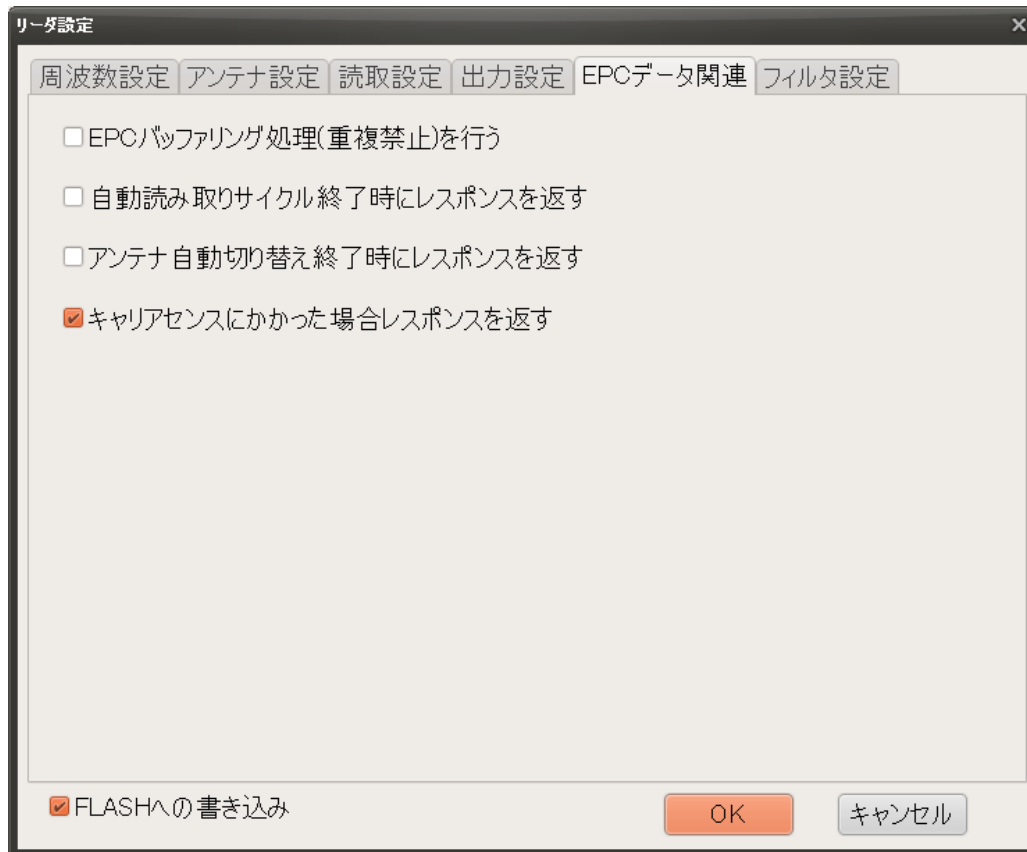 リーダ設定
周波数設定 アンテナ設定 読取設定 出力設定 EPCデータ関連 フィルタ設定
EPCバッファリング処理(重複禁止)を行う
自動読み取りサイクル終了時にレスポンスを返す
アンテナ自動切り替え終了時にレスポンスを返す
キャリアセンスにかかった場合レスポンスを返す
FLASHへの書き込み OK キャンセル